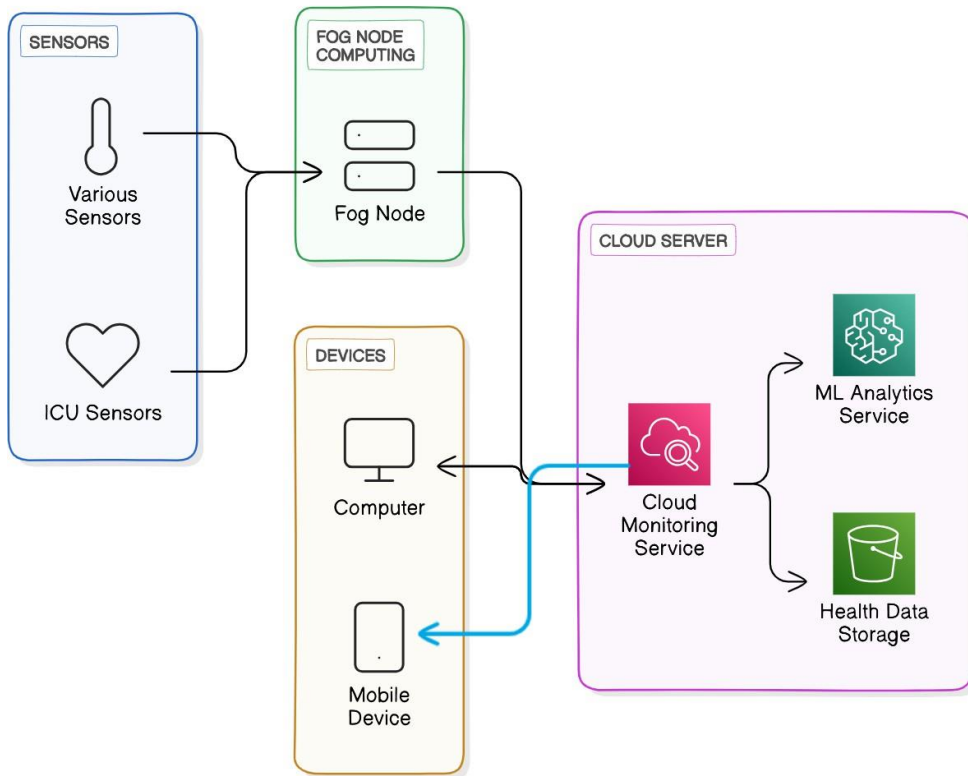 SENSORS
Various
Sensors
ICU Sensors
FOG NODE
COMPUTING
Fog Node
DEVICES
Computer
Mobile
Device
CLOUD SERVER
Cloud
Monitoring
Service
ML Analytics
Service
Health Data
Storage